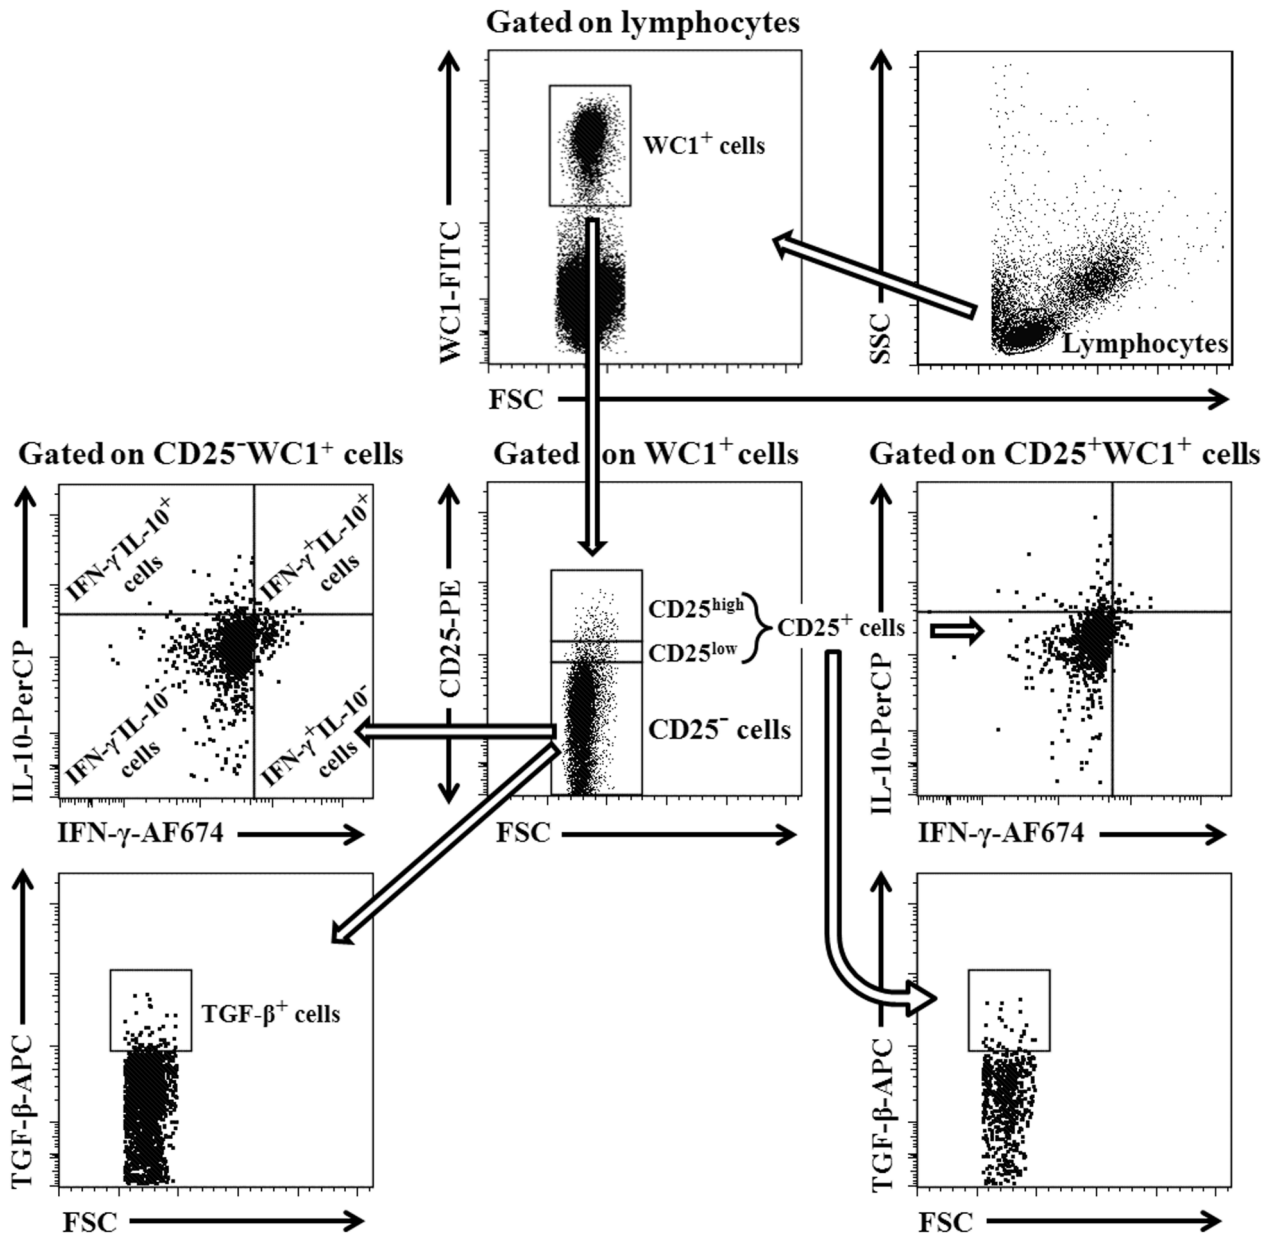 Gated on lymphocytes
WC1-FITC
WC1⁺ cells
SSC
Lymphocytes
FSC
Gated on CD25⁻WC1⁺ cells
Gated on WC1⁺ cells
Gated on CD25⁺WC1⁺ cells
IL-10-PerCP
IFN-γ⁻IL-10⁺
cells
IFN-γ⁺IL-10⁺
cells
IFN-γ⁻IL-10⁻
cells
IFN-γ⁺IL-10⁻
cells
IFN-γ-AF674
CD25-PE
CD25ʰⁱᵍʰ
CD25ˡᵒʷ
CD25⁺ cells
CD25⁻ cells
FSC
IL-10-PerCP
IFN-γ-AF674
TGF-β-APC
TGF-β⁺ cells
FSC
TGF-β-APC
FSC